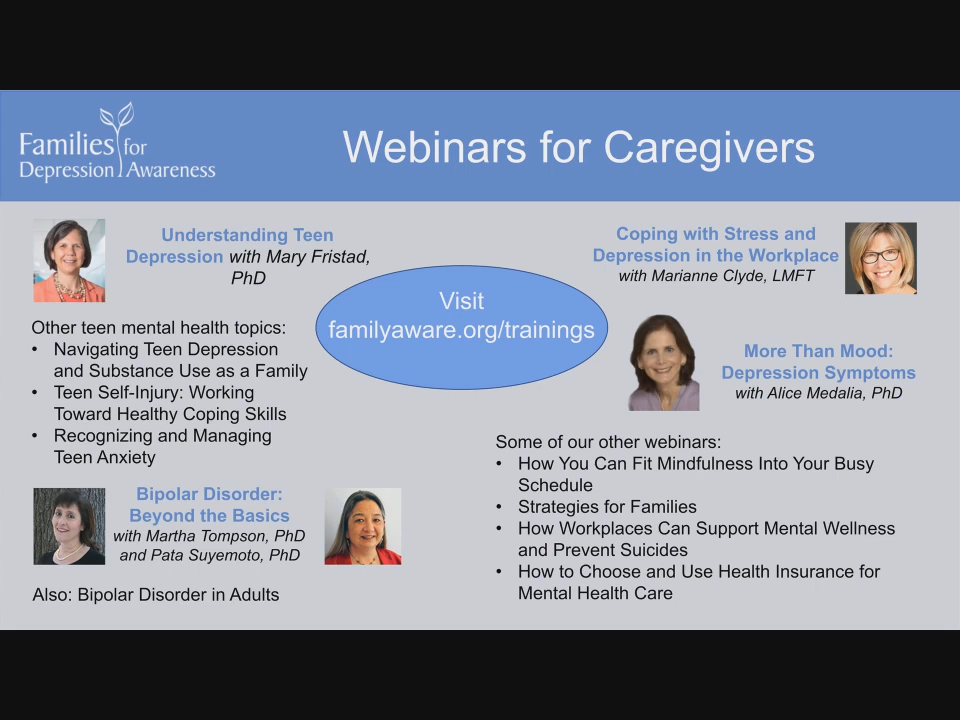 Families for
Depression Awareness
Webinars for Caregivers
Understanding Teen
Depression with Mary Fristad,
PhD
Other teen mental health topics:
• Navigating Teen Depression
and Substance Use as a Family
• Teen Self-Injury: Working
Toward Healthy Coping Skills
• Recognizing and Managing
Teen Anxiety
Bipolar Disorder:
Beyond the Basics
with Martha Tompson, PhD
and Pata Suyemoto, PhD
Also: Bipolar Disorder in Adults
Visit
familyaware.org/trainings
Coping with Stress and
Depression in the Workplace
with Marianne Clyde, LMFT
More Than Mood:
Depression Symptoms
with Alice Medalia, PhD
Some of our other webinars:
• How You Can Fit Mindfulness Into Your Busy
Schedule
• Strategies for Families
• How Workplaces Can Support Mental Wellness
and Prevent Suicides
• How to Choose and Use Health Insurance for
Mental Health Care